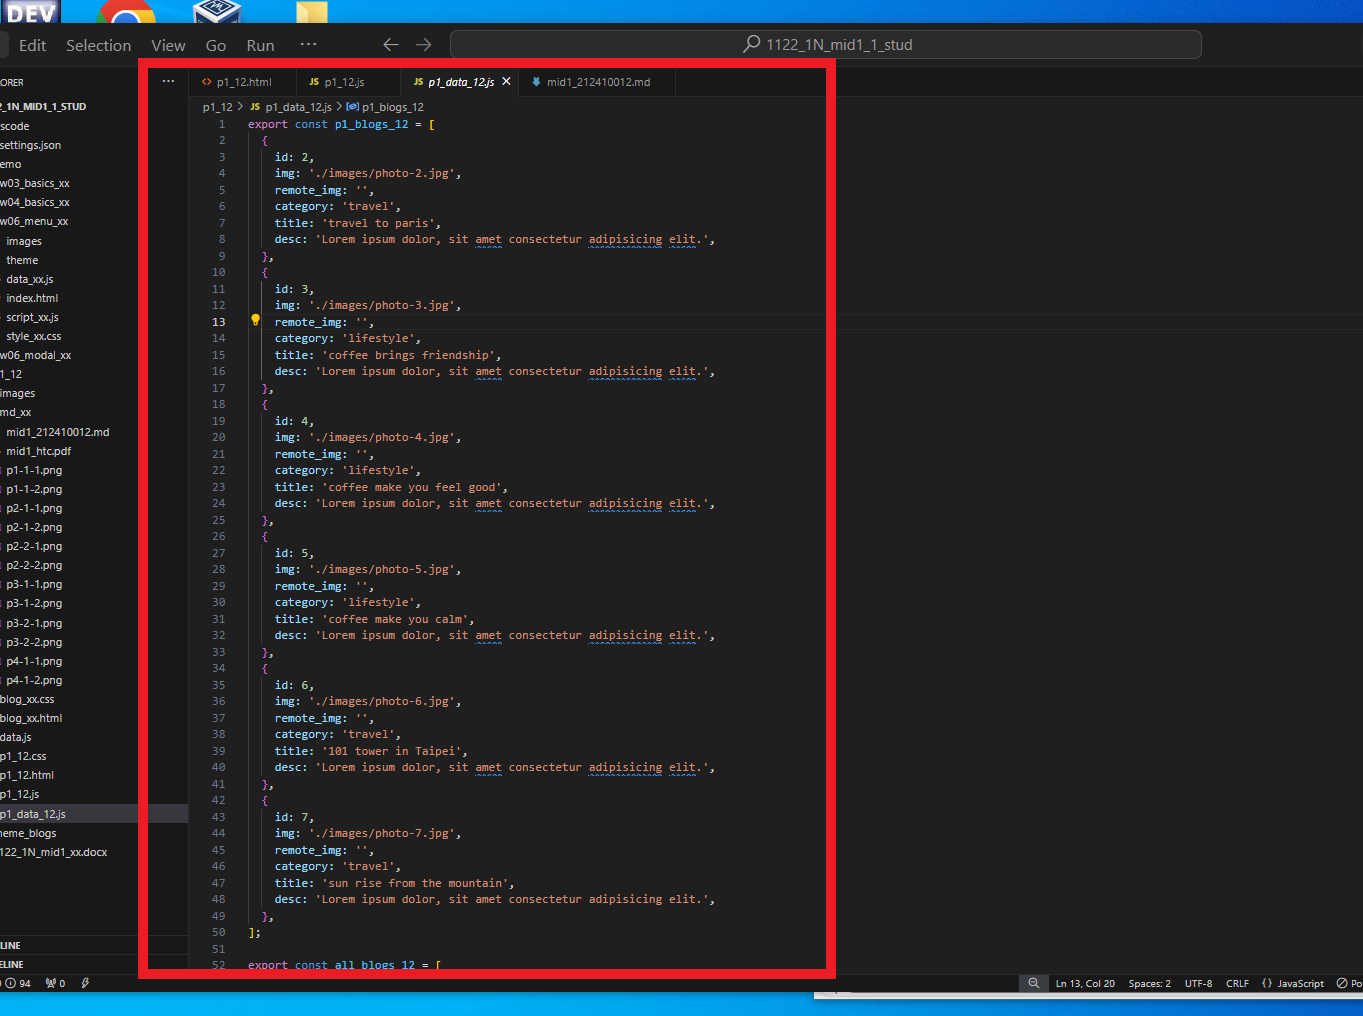 DEV
Edit Selection View Go Run ··· ← → 1122_1N_mid1_1_stud
ORER
2_1N_MID1_1_STUD
scode
settings.json
emo
w03_basics_xx
w04_basics_xx
w06_menu_xx
images
theme
data_xx.js
index.html
script_xx.js
style_xx.css
w06_modal_xx
1_12
images
md_xx
mid1_212410012.md
mid1_htc.pdf
p1-1-1.png
p1-1-2.png
p2-1-1.png
p2-1-2.png
p2-2-1.png
p2-2-2.png
p3-1-1.png
p3-1-2.png
p3-2-1.png
p3-2-2.png
p4-1-1.png
p4-1-2.png
blog_xx.css
blog_xx.html
data.js
p1_12.css
p1_12.html
p1_12.js
p1_data_12.js
heme_blogs
122_1N_mid1_xx.docx
LINE
ELINE
··· <> p1_12.html JS p1_12.js JS p1_data_12.js × mid1_212410012.md
p1_12 > JS p1_data_12.js > p1_blogs_12
1 export const p1_blogs_12 = [
2 {
3 id: 2,
4 img: './images/photo-2.jpg',
5 remote_img: '',
6 category: 'travel',
7 title: 'travel to paris',
8 desc: 'Lorem ipsum dolor, sit amet consectetur adipisicing elit.',
9 },
10 {
11 id: 3,
12 img: './images/photo-3.jpg',
13 remote_img: '',
14 category: 'lifestyle',
15 title: 'coffee brings friendship',
16 desc: 'Lorem ipsum dolor, sit amet consectetur adipisicing elit.',
17 },
18 {
19 id: 4,
20 img: './images/photo-4.jpg',
21 remote_img: '',
22 category: 'lifestyle',
23 title: 'coffee make you feel good',
24 desc: 'Lorem ipsum dolor, sit amet consectetur adipisicing elit.',
25 },
26 {
27 id: 5,
28 img: './images/photo-5.jpg',
29 remote_img: '',
30 category: 'lifestyle',
31 title: 'coffee make you calm',
32 desc: 'Lorem ipsum dolor, sit amet consectetur adipisicing elit.',
33 },
34 {
35 id: 6,
36 img: './images/photo-6.jpg',
37 remote_img: '',
38 category: 'travel',
39 title: '101 tower in Taipei',
40 desc: 'Lorem ipsum dolor, sit amet consectetur adipisicing elit.',
41 },
42 {
43 id: 7,
44 img: './images/photo-7.jpg',
45 remote_img: '',
46 category: 'travel',
47 title: 'sun rise from the mountain',
48 desc: 'Lorem ipsum dolor, sit amet consectetur adipisicing elit.',
49 },
50 ];
51
52 export const all_blogs_12 = [
94 0 Ln 13, Col 20 Spaces: 2 UTF-8 CRLF {} JavaScript Po